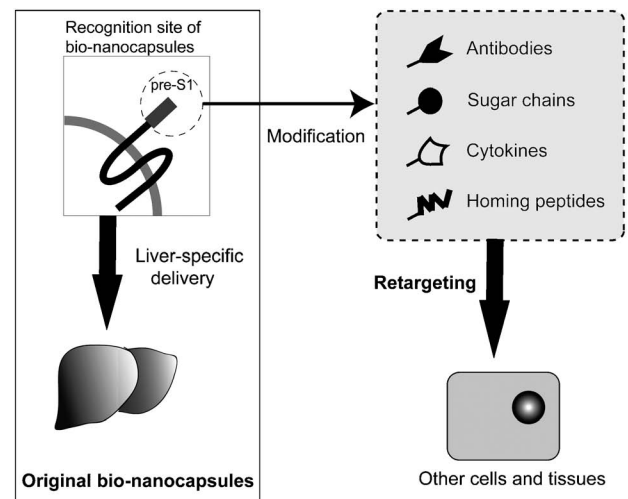 Recognition site of
bio-nanocapsules
pre-S1
Modification
Antibodies
Sugar chains
Cytokines
Homing peptides
Liver-specific
delivery
Retargeting
Original bio-nanocapsules
Other cells and tissues